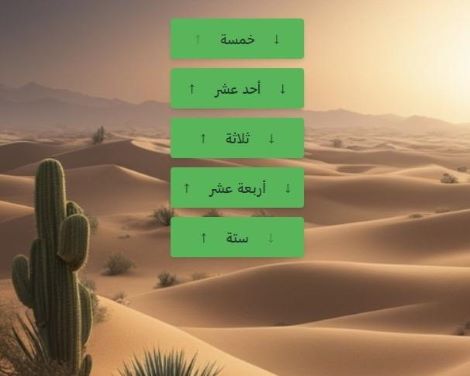 ↓ خمسة ↑
↓ أحد عشر ↑
↓ ثلاثة ↑
↓ أربعة عشر ↑
↓ ستة ↑